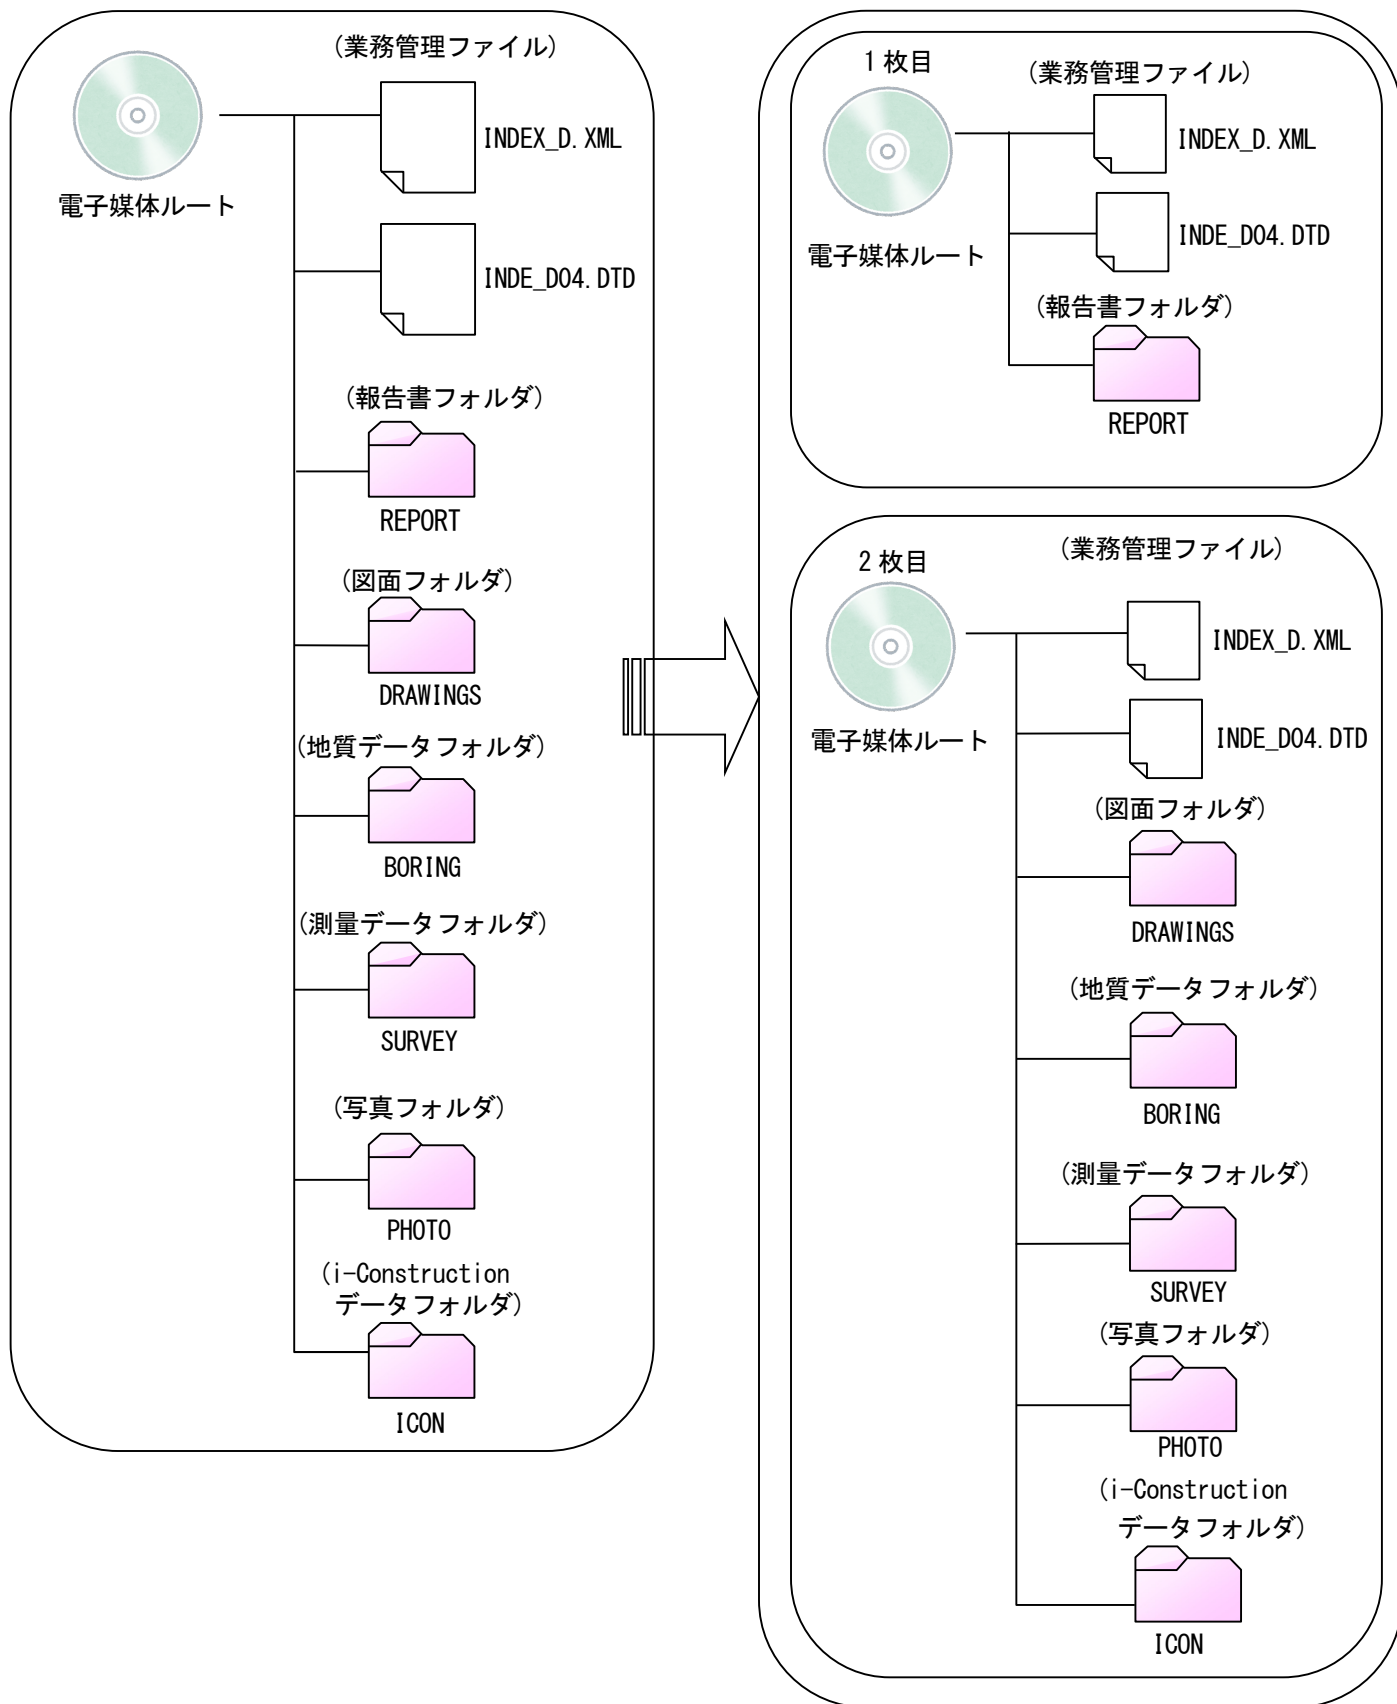 (業務管理ファイル)
INDEX_D.XML
電子媒体ルート
INDE_D04.DTD
(報告書フォルダ)
REPORT
(図面フォルダ)
DRAWINGS
(地質データフォルダ)
BORING
(測量データフォルダ)
SURVEY
(写真フォルダ)
PHOTO
(i-Construction
データフォルダ)
ICON
1枚目
(業務管理ファイル)
INDEX_D.XML
電子媒体ルート
INDE_D04.DTD
(報告書フォルダ)
REPORT
2枚目
(業務管理ファイル)
INDEX_D.XML
電子媒体ルート
INDE_D04.DTD
(図面フォルダ)
DRAWINGS
(地質データフォルダ)
BORING
(測量データフォルダ)
SURVEY
(写真フォルダ)
PHOTO
(i-Construction
データフォルダ)
ICON